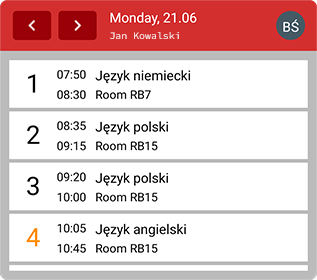 Monday, 21.06
Jan Kowalski
BŚ
1 07:50 Język niemiecki
08:30 Room RB7
2 08:35 Język polski
09:15 Room RB15
3 09:20 Język polski
10:00 Room RB15
4 10:05 Język angielski
10:45 Room RB15